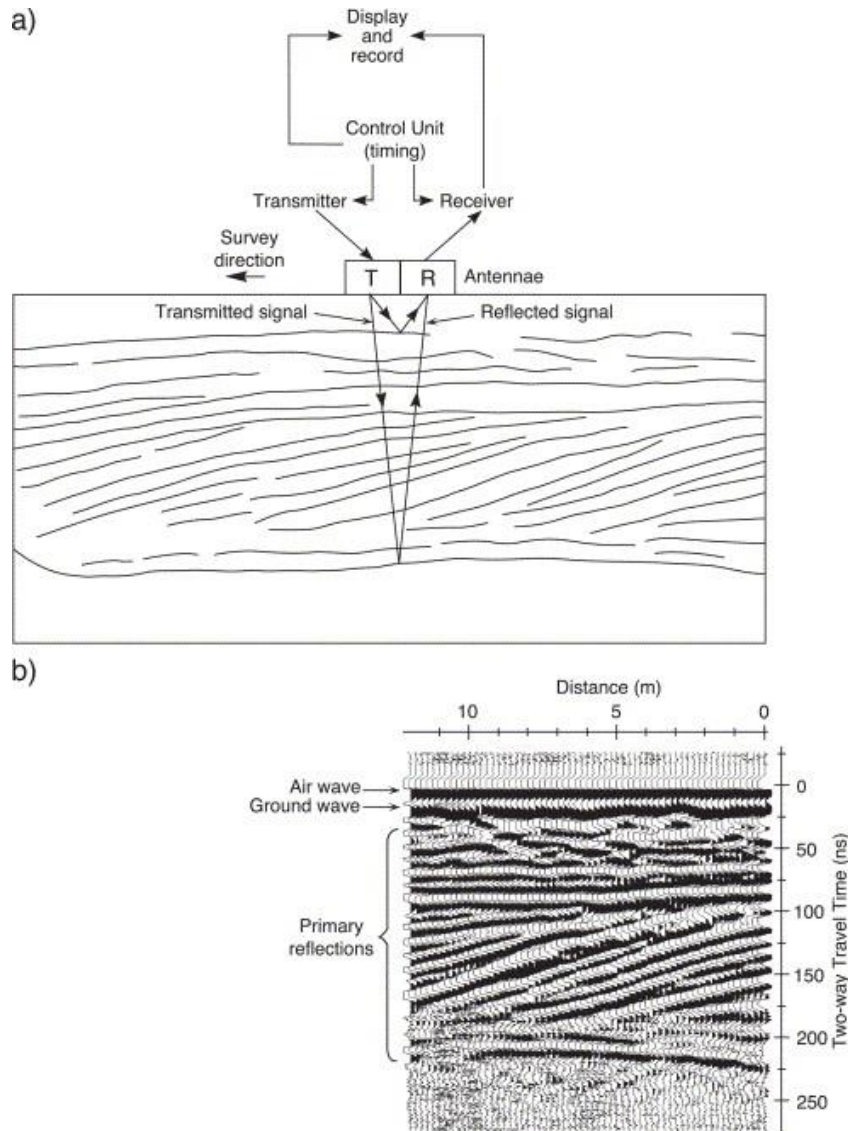 a)
Display
and
record
Control Unit
(timing)
Transmitter
Receiver
Survey
direction
T
R
Antennae
Transmitted signal
Reflected signal
b)
Distance (m)
10
5
0
Air wave
Ground wave
Primary
reflections
0
50
100
150
200
250
Two-way Travel Time (ns)